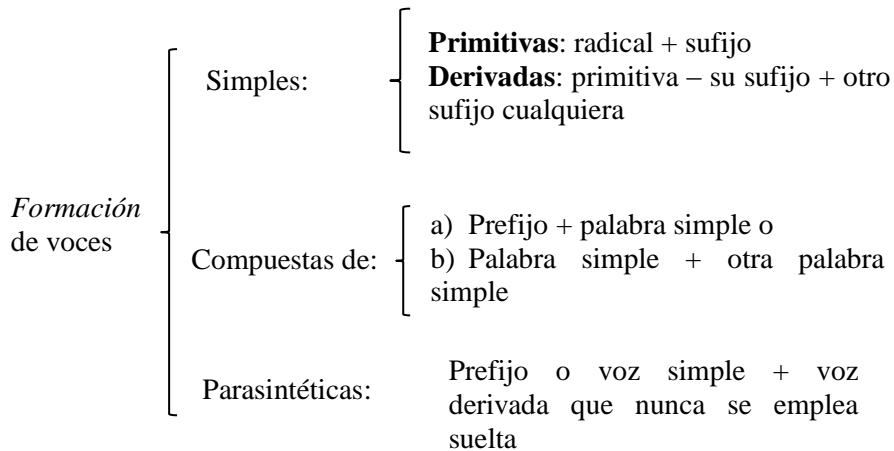 Formación
de voces
Simples:
Primitivas: radical + sufijo
Derivadas: primitiva – su sufijo + otro
sufijo cualquiera
Compuestas de:
a) Prefijo + palabra simple o
b) Palabra simple + otra palabra
simple
Parasintéticas:
Prefijo o voz simple + voz
derivada que nunca se emplea
suelta